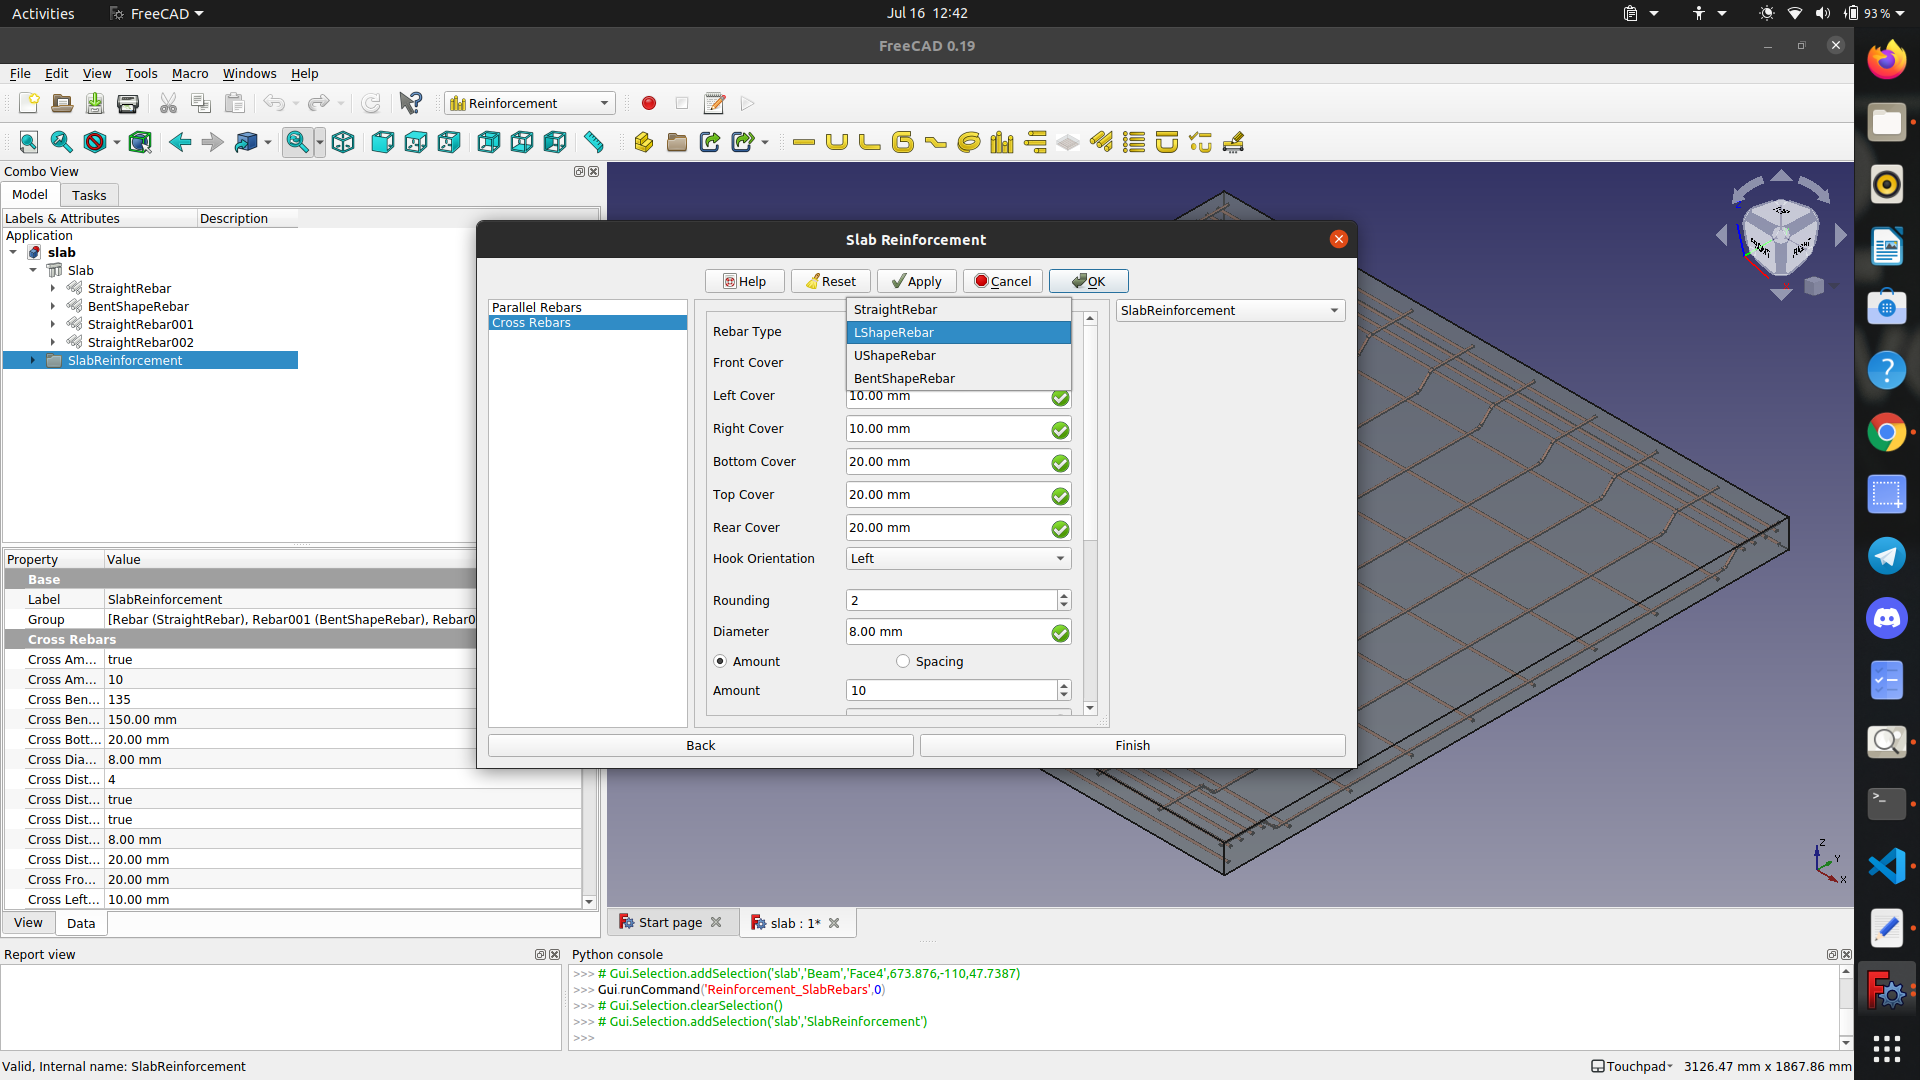 Activities
FreeCAD
Jul 16 12:42
93 %
FreeCAD 0.19
File Edit View Tools Macro Windows Help
Reinforcement
Combo View
Model Tasks
Labels & Attributes Description
Application
slab
Slab
StraightRebar
BentShapeRebar
StraightRebar001
StraightRebar002
SlabReinforcement
Property Value
Base
Label SlabReinforcement
Group [Rebar (StraightRebar), Rebar001 (BentShapeRebar), Rebar0
Cross Rebars
Cross Am... true
Cross Am... 10
Cross Ben... 135
Cross Ben... 150.00 mm
Cross Bott... 20.00 mm
Cross Dia... 8.00 mm
Cross Dist... 4
Cross Dist... true
Cross Dist... true
Cross Dist... 8.00 mm
Cross Dist... 20.00 mm
Cross Fro... 20.00 mm
Cross Left... 10.00 mm
View Data
Slab Reinforcement
Help Reset Apply Cancel OK
Parallel Rebars
Cross Rebars
Rebar Type
StraightRebar
LShapeRebar
UShapeRebar
BentShapeRebar
SlabReinforcement
Front Cover
Left Cover 10.00 mm
Right Cover 10.00 mm
Bottom Cover 20.00 mm
Top Cover 20.00 mm
Rear Cover 20.00 mm
Hook Orientation Left
Rounding 2
Diameter 8.00 mm
Amount Spacing
Amount 10
Back Finish
FRONT RIGHT
Z
Y
X
Start page
slab : 1*
Report view
Python console
>>> # Gui.Selection.addSelection('slab','Beam','Face4',673.876,-110,47.7387)
>>> Gui.runCommand('Reinforcement_SlabRebars',0)
>>> # Gui.Selection.clearSelection()
>>> # Gui.Selection.addSelection('slab','SlabReinforcement')
>>>
Valid, Internal name: SlabReinforcement
Touchpad 3126.47 mm x 1867.86 mm